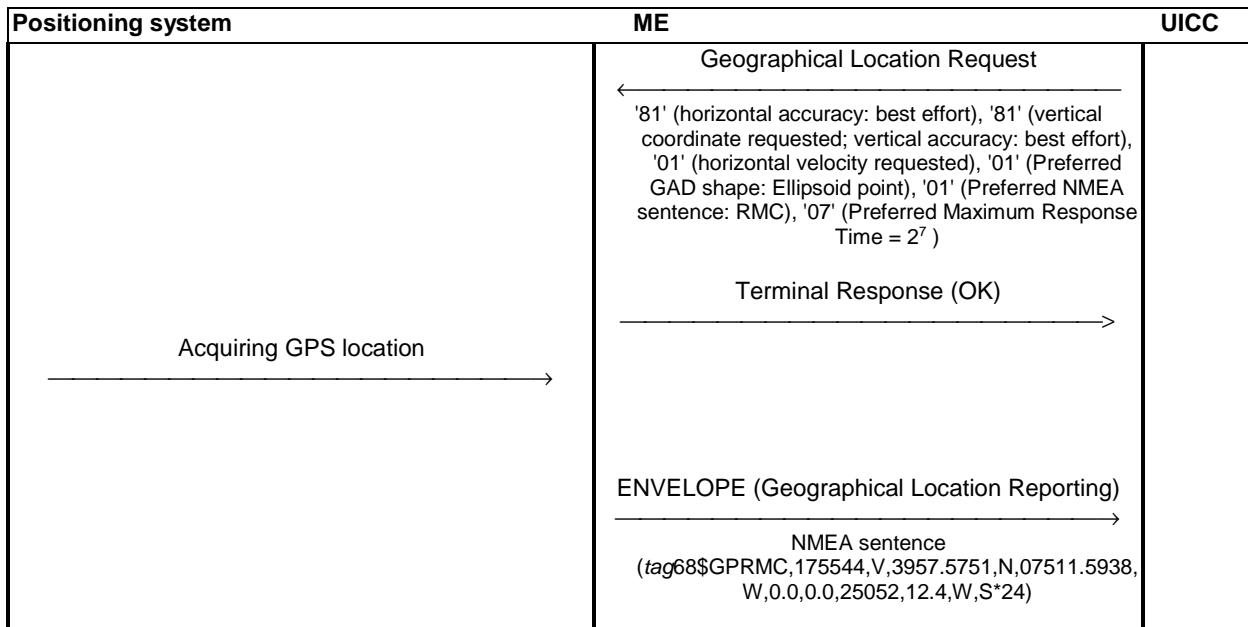 Positioning system ME UICC
Geographical Location Request
'81' (horizontal accuracy: best effort), '81' (vertical
coordinate requested; vertical accuracy: best effort),
'01' (horizontal velocity requested), '01' (Preferred
GAD shape: Ellipsoid point), '01' (Preferred NMEA
sentence: RMC), '07' (Preferred Maximum Response
Time = 2⁷ )
Terminal Response (OK)
Acquiring GPS location
ENVELOPE (Geographical Location Reporting)
NMEA sentence
(tag68$GPRMC,175544,V,3957.5751,N,07511.5938,
W,0.0,0.0,25052,12.4,W,S*24)